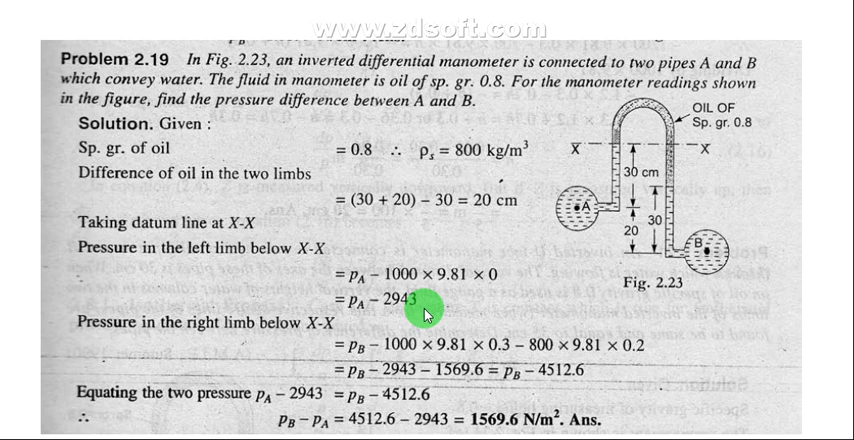 www.zdsoft.com
Problem 2.19 In Fig. 2.23, an inverted differential manometer is connected to two pipes A and B
which convey water. The fluid in manometer is oil of sp. gr. 0.8. For the manometer readings shown
in the figure, find the pressure difference between A and B.
Solution. Given :
Sp. gr. of oil = 0.8 ∴ ρs = 800 kg/m³
Difference of oil in the two limbs
= (30 + 20) – 30 = 20 cm
Taking datum line at X-X
Pressure in the left limb below X-X
= pA – 1000 × 9.81 × 0
= pA – 2943
Pressure in the right limb below X-X
= pB – 1000 × 9.81 × 0.3 – 800 × 9.81 × 0.2
= pB – 2943 – 1569.6 = pB – 4512.6
Equating the two pressure pA – 2943 = pB – 4512.6
∴ pB – pA = 4512.6 – 2943 = 1569.6 N/m². Ans.
OIL OF
Sp. gr. 0.8
X X
30 cm
A
30
20
B
Fig. 2.23